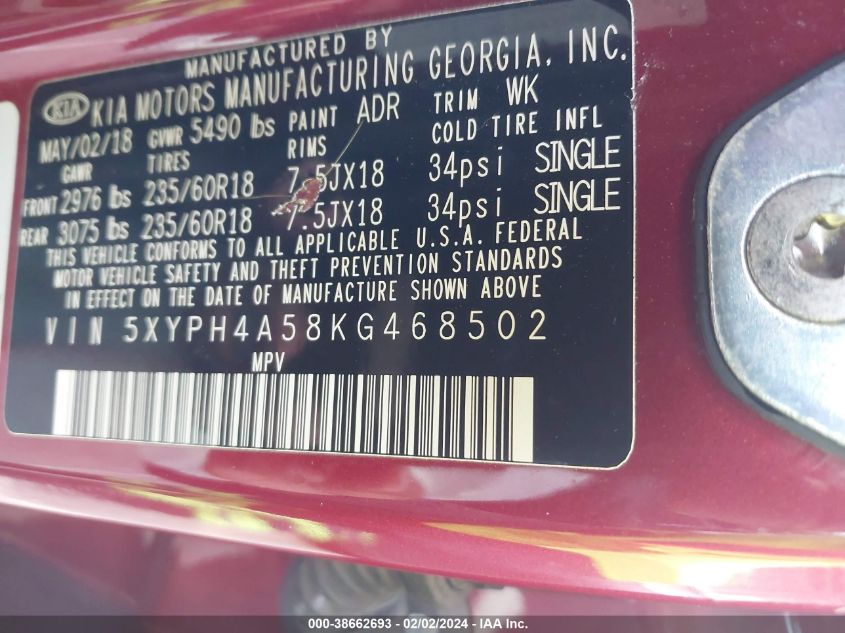 MANUFACTURED BY
KIA KIA MOTORS MANUFACTURING GEORGIA, INC.
MAY/02/18 GVWR 5490 lbs PAINT ADR TRIM WK
GAWR TIRES RIMS COLD TIRE INFL
FRONT 2976 lbs 235/60R18 7.5JX18 34psi SINGLE
REAR 3075 lbs 235/60R18 7.5JX18 34psi SINGLE
THIS VEHICLE CONFORMS TO ALL APPLICABLE U.S.A. FEDERAL
MOTOR VEHICLE SAFETY AND THEFT PREVENTION STANDARDS
IN EFFECT ON THE DATE OF MANUFACTURE SHOWN ABOVE
VIN 5XYPH4A58KG468502
MPV
000-38662693 - 02/02/2024 - IAA Inc.